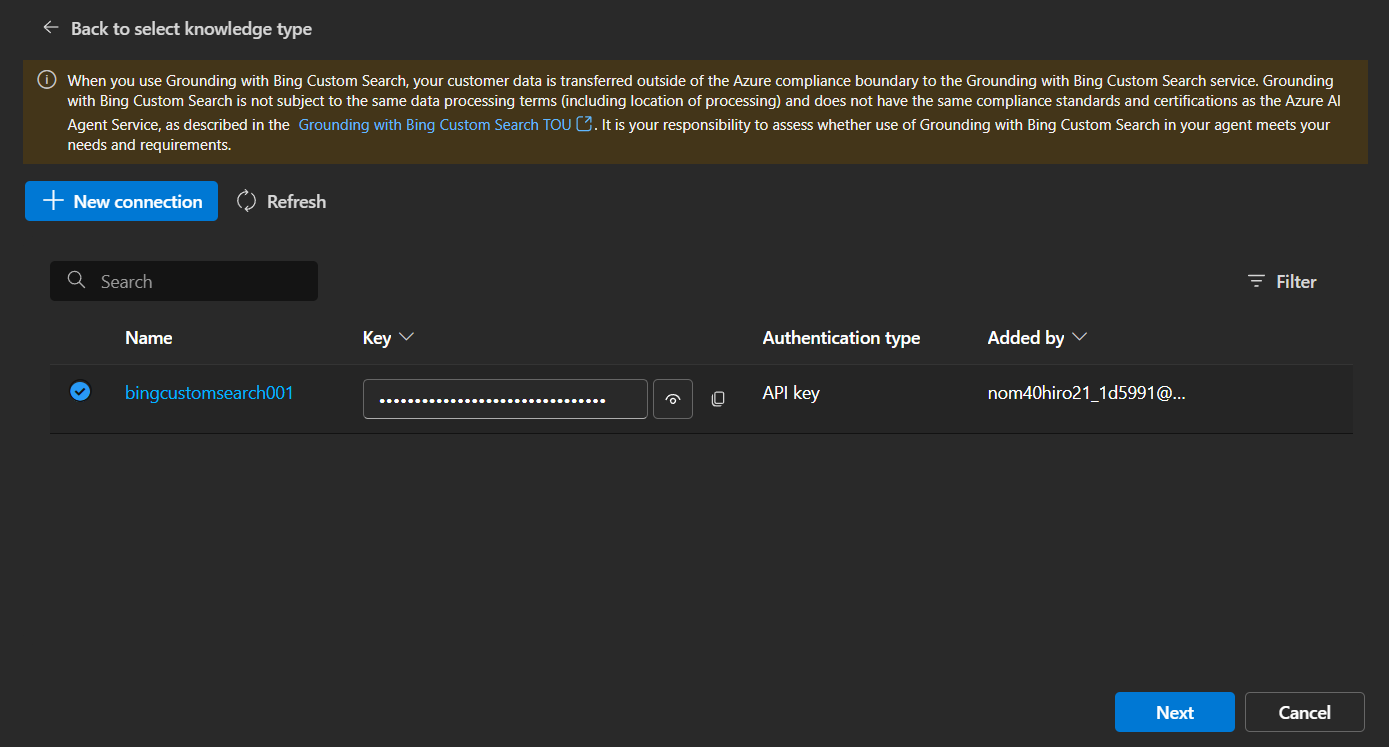 Back to select knowledge type
When you use Grounding with Bing Custom Search, your customer data is transferred outside of the Azure compliance boundary to the Grounding with Bing Custom Search service. Grounding
with Bing Custom Search is not subject to the same data processing terms (including location of processing) and does not have the same compliance standards and certifications as the Azure AI
Agent Service, as described in the Grounding with Bing Custom Search TOU. It is your responsibility to assess whether use of Grounding with Bing Custom Search in your agent meets your
needs and requirements.
New connection Refresh
Search Filter
Name Key Authentication type Added by
bingcustomsearch001 •••••••••••••••••••••••••••••••• API key nom40hiro21_1d5991@...
Next Cancel